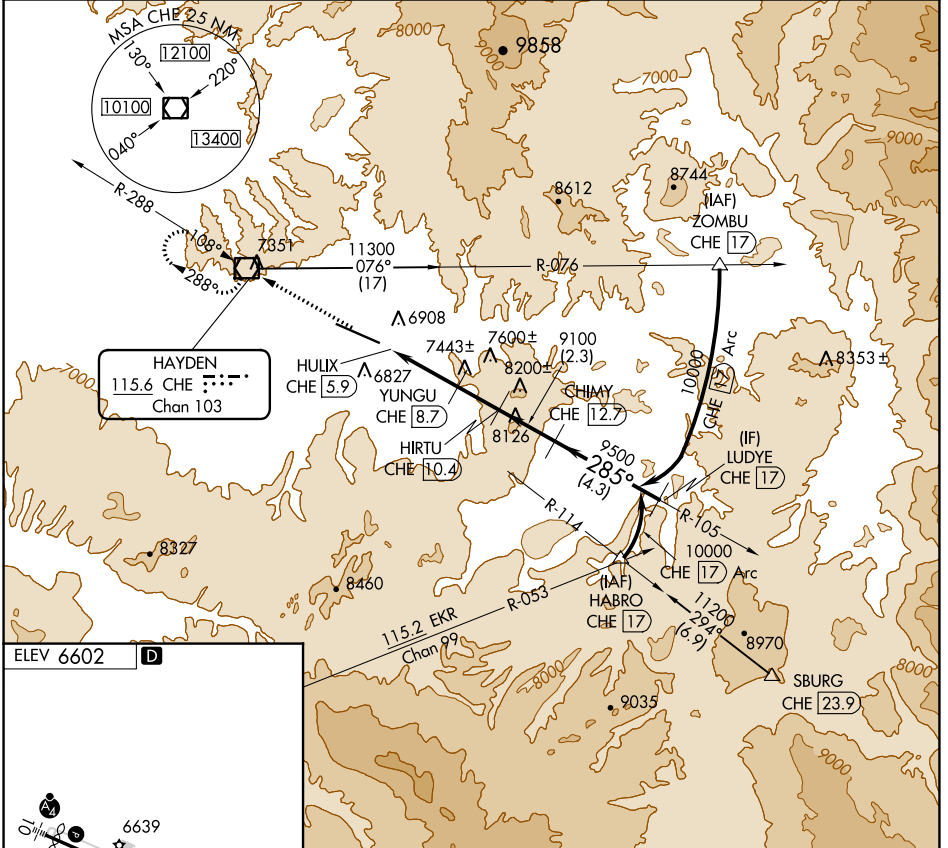 MSA CHE 25 NM
12100
130°
220°
10100
040°
13400
8000
9858
7000
9000
R-288
8744
8612
(IAF)
ZOMBU
CHE 17
108°
7351
288°
11300
076°
(17)
R-076
HAYDEN
115.6 CHE
Chan 103
6908
HULIX
CHE 5.9
6827
7443±
7600±
8200±
9100
(2.3)
YUNGU
CHE 8.7
CHIMY
CHE 12.7
8126
HIRTU
CHE 10.4
10000
CHE 17 Arc
8353±
7000
(IF)
LUDYE
CHE 17
9500
285°
(4.3)
R-114
R-105
8327
8460
10000
CHE 17 Arc
(IAF)
HABRO
CHE 17
115.2 EKR
R-053
Chan 99
11200
294°
(6.9)
8970
SBURG
CHE 23.9
8000
8000
9035
9000
ELEV 6602
D
A4
10
P
6639